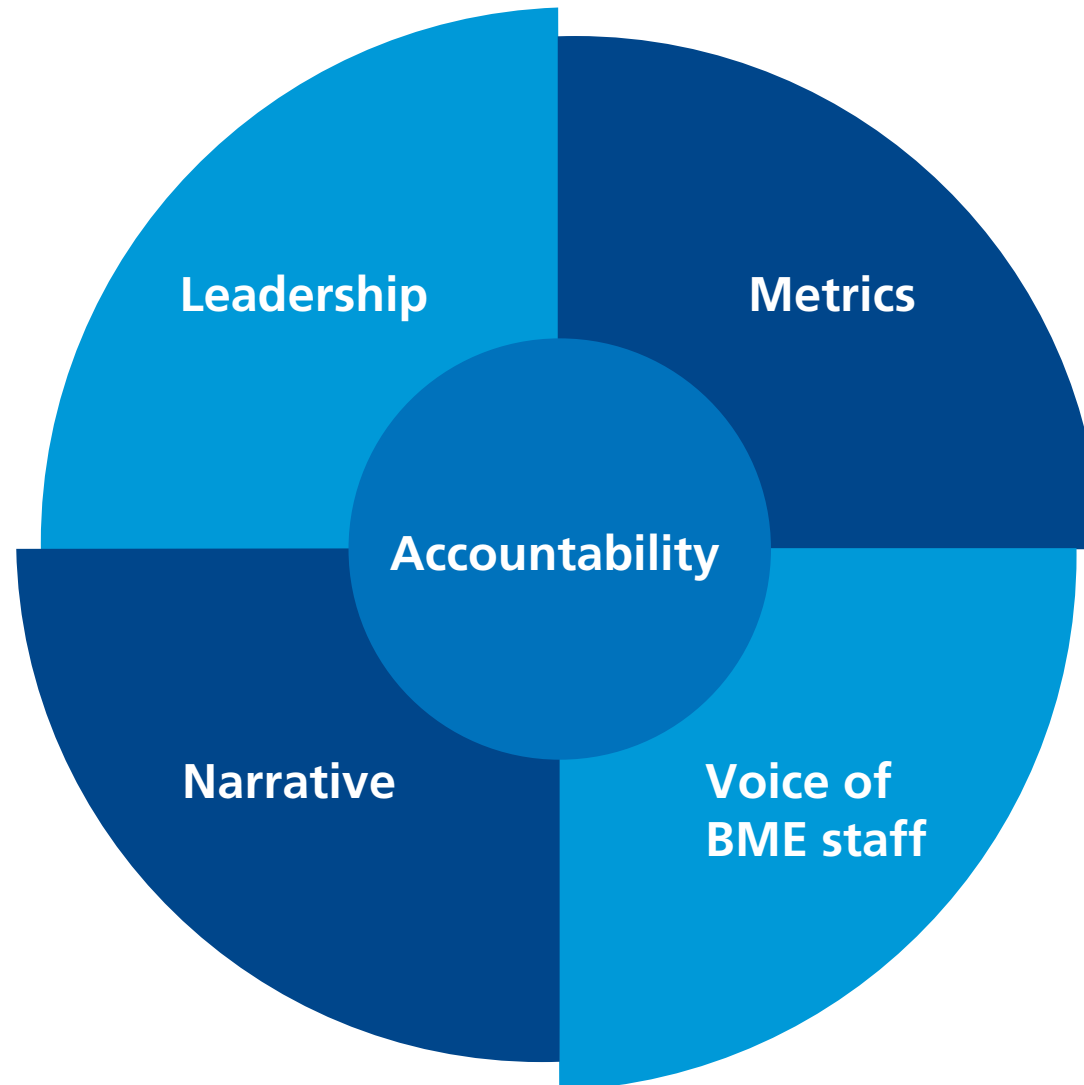 Leadership
Metrics
Accountability
Narrative
Voice of
BME staff